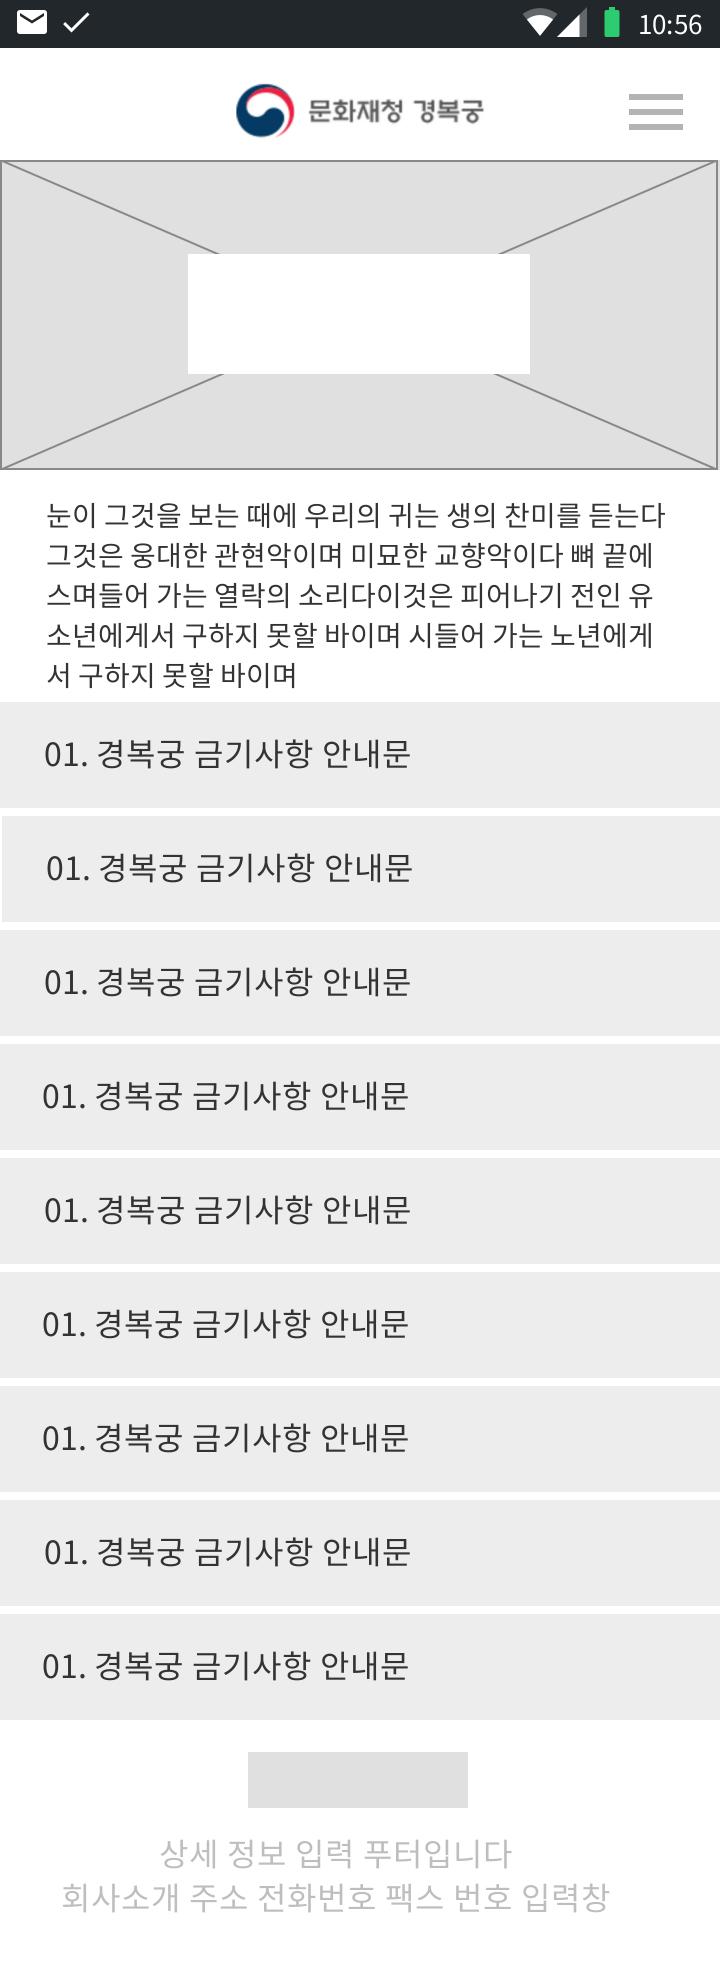 10:56
문화재청 경복궁
눈이 그것을 보는 때에 우리의 귀는 생의 찬미를 듣는다
그것은 웅대한 관현악이며 미묘한 교향악이다 뼈 끝에
스며들어 가는 열락의 소리다이것은 피어나기 전인 유
소년에게서 구하지 못할 바이며 시들어 가는 노년에게
서 구하지 못할 바이며
01. 경복궁 금기사항 안내문
01. 경복궁 금기사항 안내문
01. 경복궁 금기사항 안내문
01. 경복궁 금기사항 안내문
01. 경복궁 금기사항 안내문
01. 경복궁 금기사항 안내문
01. 경복궁 금기사항 안내문
01. 경복궁 금기사항 안내문
01. 경복궁 금기사항 안내문
상세 정보 입력 푸터입니다
회사소개 주소 전화번호 팩스 번호 입력창